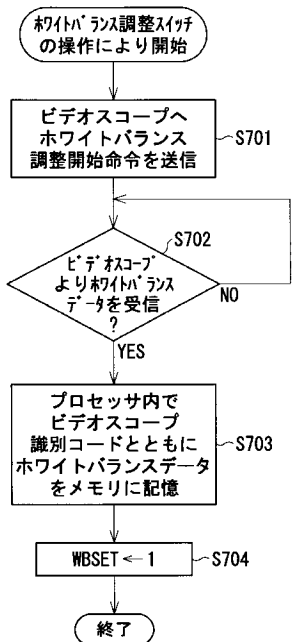 ホワイトバランス調整スイッチ
の操作により開始
ビデオスコープへ
ホワイトバランス
調整開始命令を送信
S701
S702
ビデオスコープ
よりホワイトバランス
データを受信
?
NO
YES
プロセッサ内で
ビデオスコープ
識別コードとともに
ホワイトバランスデータ
をメモリに記憶
S703
WBSET ← 1
S704
終了